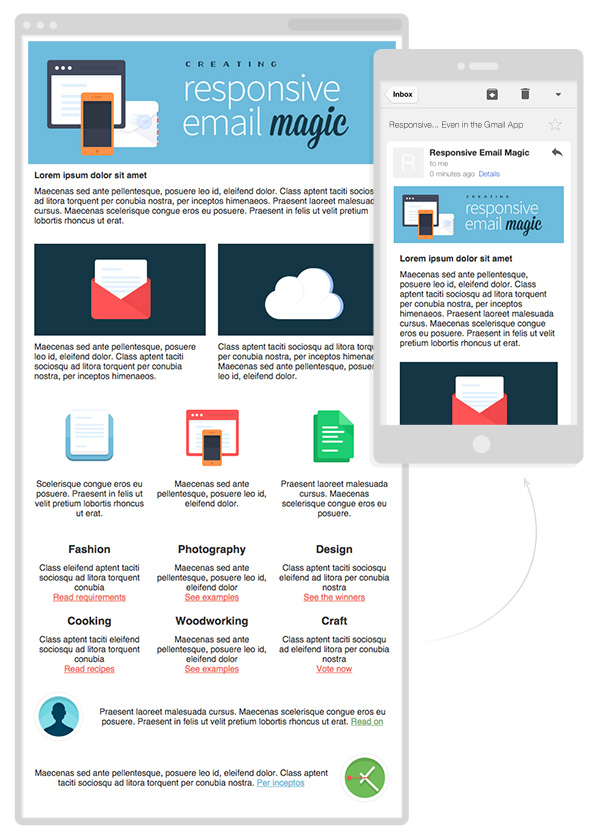 CREATING
responsive
email magic
Lorem ipsum dolor sit amet
Maecenas sed ante pellentesque, posuere leo id, eleifend dolor. Class aptent taciti
ad litora torquent per conubia nostra, per inceptos himenaeos. Praesent laoreet
cursus. Maecenas scelerisque congue eros eu posuere. Praesent in felis ut velit pretium
lobortis rhoncus ut erat.
Maecenas sed ante pellentesque, posuere
leo id, eleifend dolor. Class aptent taciti
sociosqu ad litora torquent per conubia
nostra, per inceptos himenaeos.
Class aptent taciti sociosqu ad litora
per conubia nostra, per inceptos
Maecenas sed ante pellentesque, posuere
leo id, eleifend dolor.
Scelerisque congue eros eu
posuere. Praesent in felis ut
velit pretium lobortis rhoncus
ut erat.
Maecenas sed ante
pellentesque, posuere leo id,
eleifend dolor.
Praesent laoreet malesuada
cursus. Maecenas
scelerisque congue eros eu
posuere.
Fashion
Class eleifend aptent taciti
sociosqu ad litora torquent
conubia
Read requirements
Photography
Maecenas sed ante
pellentesque, posuere leo id,
eleifend dolor
See examples
Design
Class aptent taciti sociosqu
eleifend ad litora per conubia
nostra
See the winners
Cooking
Class aptent taciti eleifend
sociosqu ad litora torquent
conubia
Read recipes
Woodworking
Maecenas sed ante
pellentesque, posuere leo id,
eleifend dolor
See examples
Craft
Class aptent taciti sociosqu
ad litora torquent per conubia
nostra
Vote now
Praesent laoreet malesuada cursus. Maecenas scelerisque congue eros eu
posuere. Praesent in felis ut velit pretium lobortis rhoncus ut erat. Read on
Maecenas sed ante pellentesque, posuere leo id, eleifend dolor. Class aptent
taciti sociosqu ad litora torquent per conubia nostra. Per inceptos
Inbox
Responsive... Even in the Gmail App
R
Responsive Email Magic
to me
0 minutes ago Details
CREATING
responsive
email magic
Lorem ipsum dolor sit amet
Maecenas sed ante pellentesque,
posuere leo id, eleifend dolor.
Class aptent taciti sociosqu ad
litora torquent per conubia
nostra, per inceptos
himenaeos. Praesent laoreet
malesuada cursus. Maecenas
scelerisque congue eros eu
posuere. Praesent in felis ut velit
pretium lobortis rhoncus ut erat.